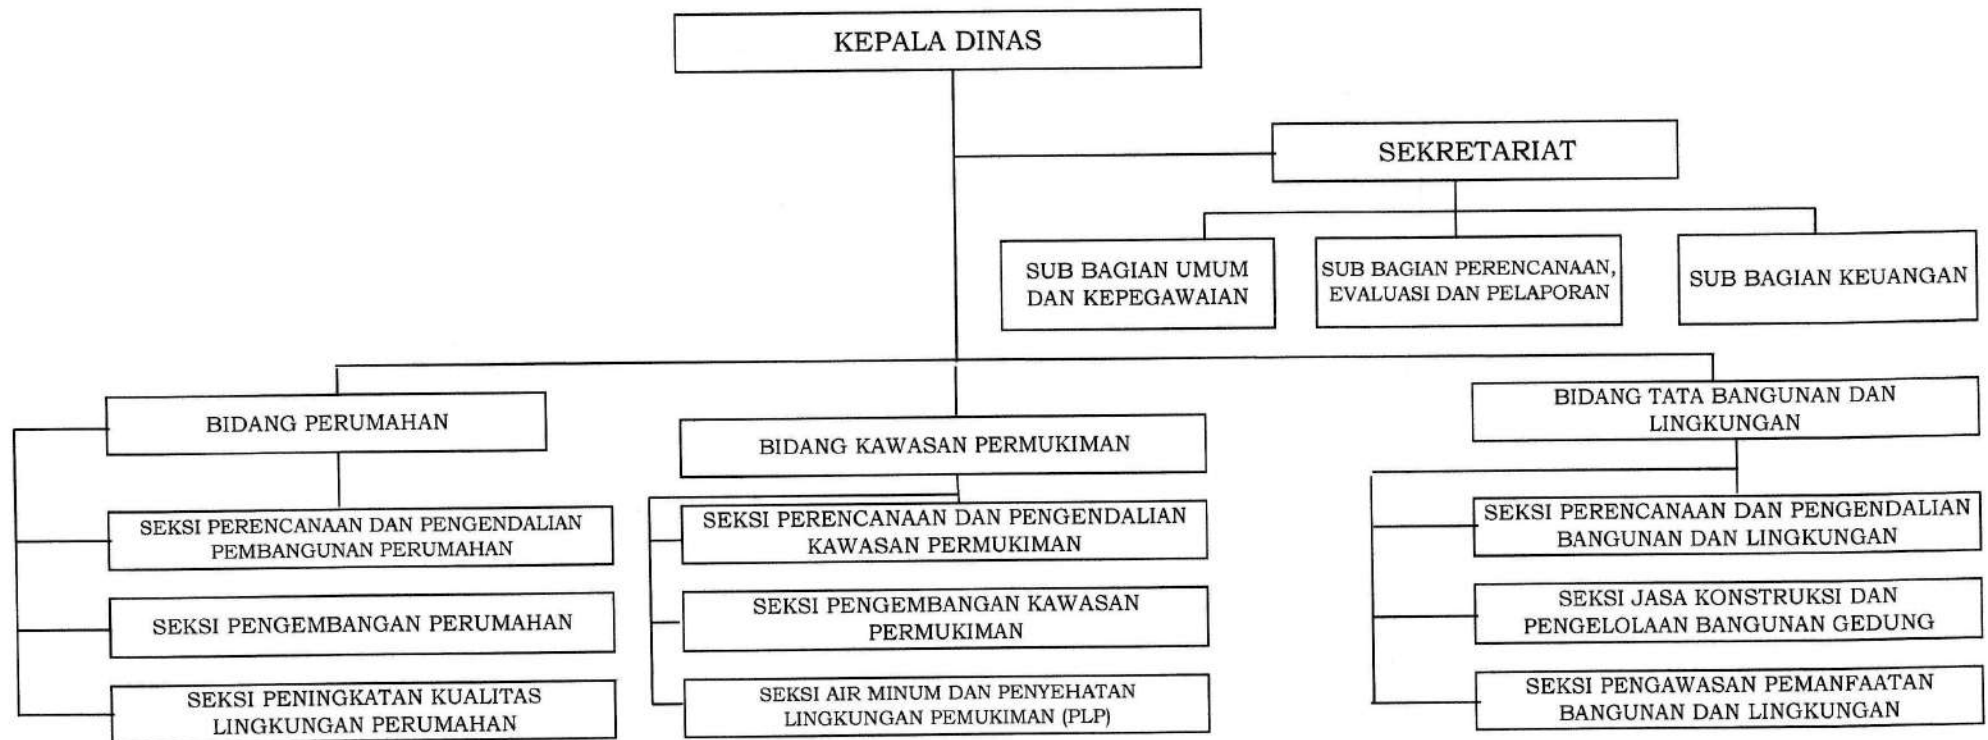 KEPALA DINAS
SEKRETARIAT
SUB BAGIAN UMUM
DAN KEPEGAWAIAN
SUB BAGIAN PERENCANAAN,
EVALUASI DAN PELAPORAN
SUB BAGIAN KEUANGAN
BIDANG PERUMAHAN
SEKSI PERENCANAAN DAN PENGENDALIAN
PEMBANGUNAN PERUMAHAN
SEKSI PENGEMBANGAN PERUMAHAN
SEKSI PENINGKATAN KUALITAS
LINGKUNGAN PERUMAHAN
BIDANG KAWASAN PERMUKIMAN
SEKSI PERENCANAAN DAN PENGENDALIAN
KAWASAN PERMUKIMAN
SEKSI PENGEMBANGAN KAWASAN
PERMUKIMAN
SEKSI AIR MINUM DAN PENYEHATAN
LINGKUNGAN PEMUKIMAN (PLP)
BIDANG TATA BANGUNAN DAN
LINGKUNGAN
SEKSI PERENCANAAN DAN PENGENDALIAN
BANGUNAN DAN LINGKUNGAN
SEKSI JASA KONSTRUKSI DAN
PENGELOLAAN BANGUNAN GEDUNG
SEKSI PENGAWASAN PEMANFAATAN
BANGUNAN DAN LINGKUNGAN